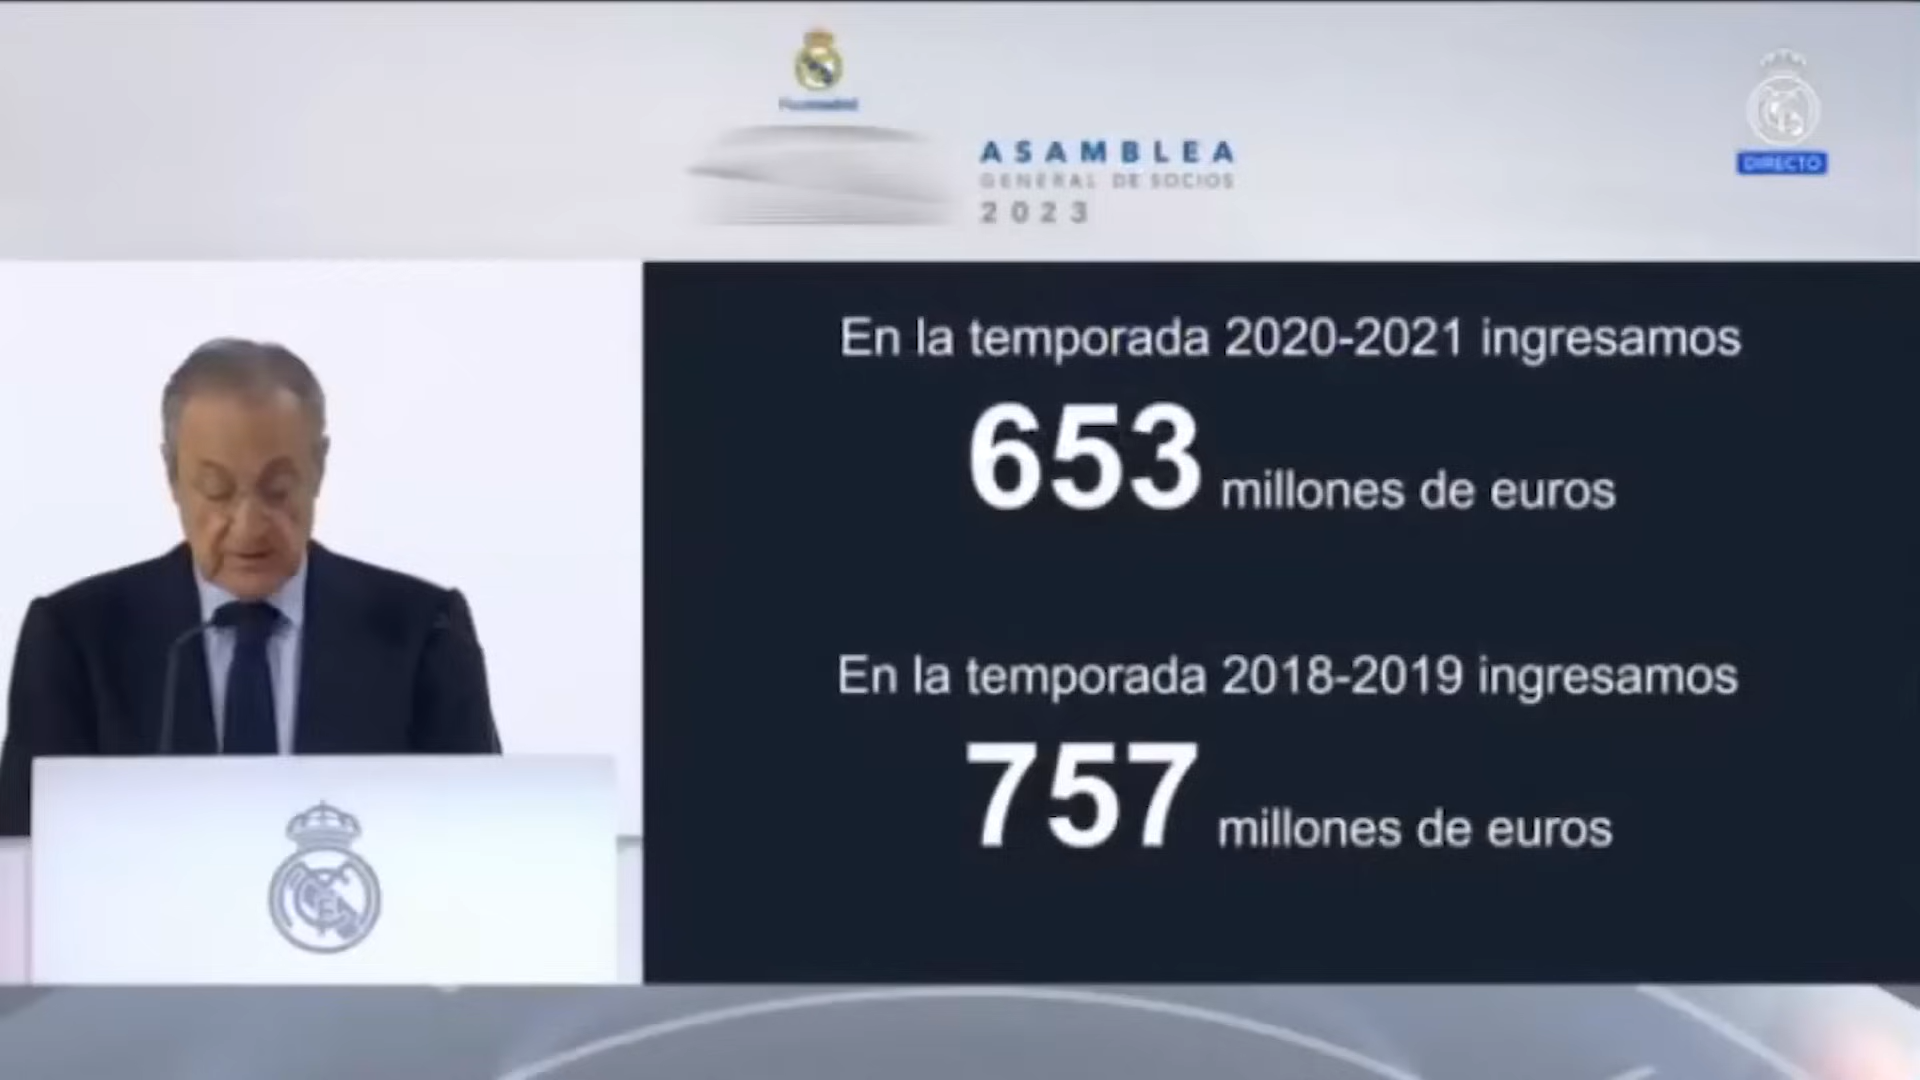 Realmadrid
ASAMBLEA
GENERAL DE SOCIOS
2023
DIRECTO
En la temporada 2020-2021 ingresamos
653 millones de euros
En la temporada 2018-2019 ingresamos
757 millones de euros